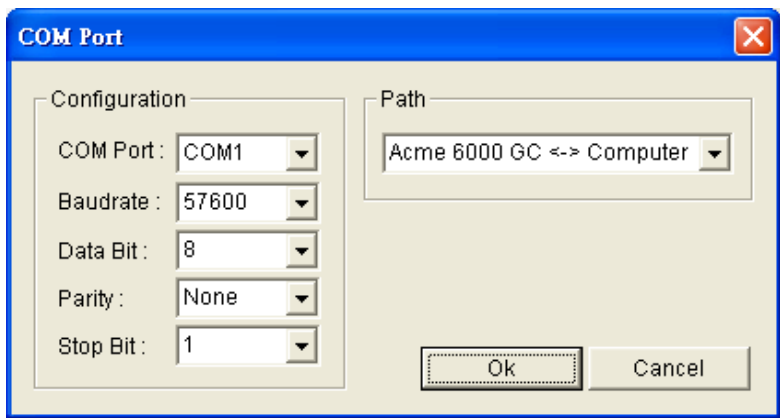 COM Port
Configuration
COM Port : COM1
Baudrate : 57600
Data Bit : 8
Parity : None
Stop Bit : 1
Path
Acme 6000 GC <-> Computer
Ok
Cancel